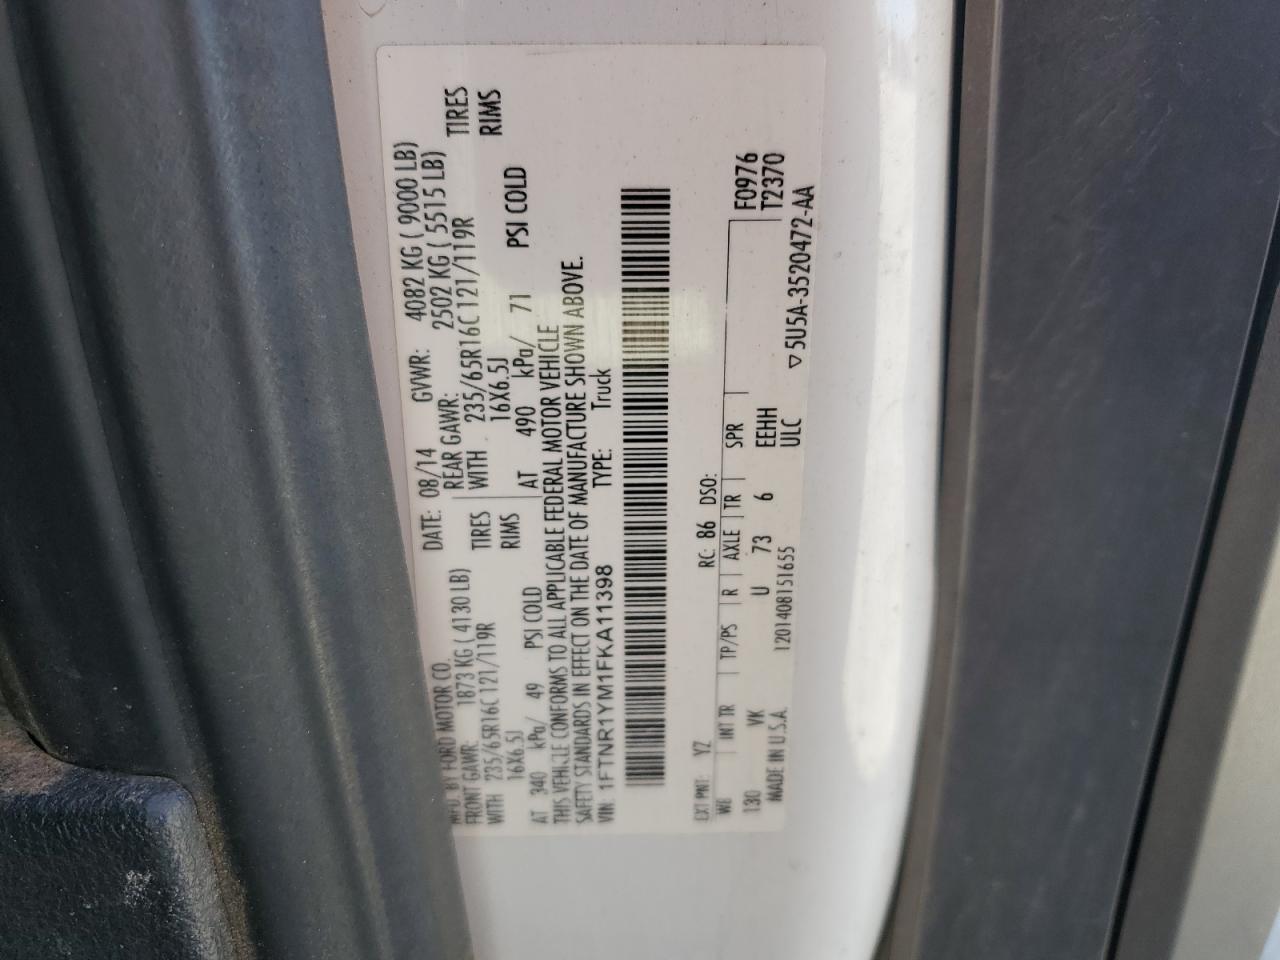 MFD. BY FORD MOTOR CO. DATE: 08/14 GVWR: 4082 KG ( 9000 LB)
FRONT GAWR: 1873 KG ( 4130 LB) REAR GAWR: 2502 KG ( 5515 LB)
WITH 235/65R16C 121/119R TIRES WITH 235/65R16C 121/119R TIRES
16X6.5J RIMS 16X6.5J RIMS
AT 340 kPa/ 49 PSI COLD AT 490 kPa/ 71 PSI COLD
THIS VEHICLE CONFORMS TO ALL APPLICABLE FEDERAL MOTOR VEHICLE
SAFETY STANDARDS IN EFFECT ON THE DATE OF MANUFACTURE SHOWN ABOVE.
VIN: 1FTNR1YM1FKA11398 TYPE: Truck
EXT PNT: YZ RC: 86 DSO:
WB INT TR TP/PS R AXLE TR SPR F0976
130 VK U 73 6 EEHH T2370
MADE IN U.S.A. 1201408151655 ULC
▽5U5A-3520472-AA